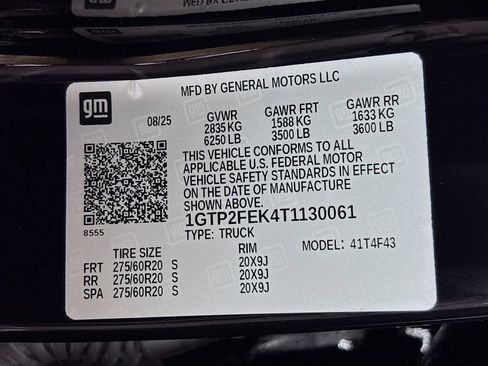 MFD BY GENERAL MOTORS LLC
gm
08/25
GVWR GAWR FRT GAWR RR
2835 KG 1588 KG 1633 KG
6250 LB 3500 LB 3600 LB
THIS VEHICLE CONFORMS TO ALL
APPLICABLE U.S. FEDERAL MOTOR
VEHICLE SAFETY STANDARDS IN EFFECT
ON THE DATE OF MANUFACTURE
SHOWN ABOVE.
8555
1GTP2FEK4T1130061
TYPE: TRUCK MODEL: 41T4F43
TIRE SIZE RIM
FRT 275/60R20 S 20X9J
RR 275/60R20 S 20X9J
SPA 275/60R20 S 20X9J